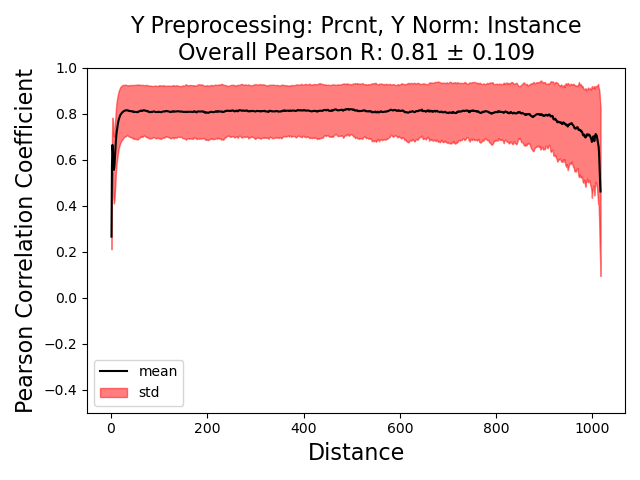 Y Preprocessing: Prcnt, Y Norm: Instance
Overall Pearson R: 0.81 ± 0.109
Pearson Correlation Coefficient
1.0
0.8
0.6
0.4
0.2
0.0
−0.2
−0.4
mean
std
0 200 400 600 800 1000
Distance